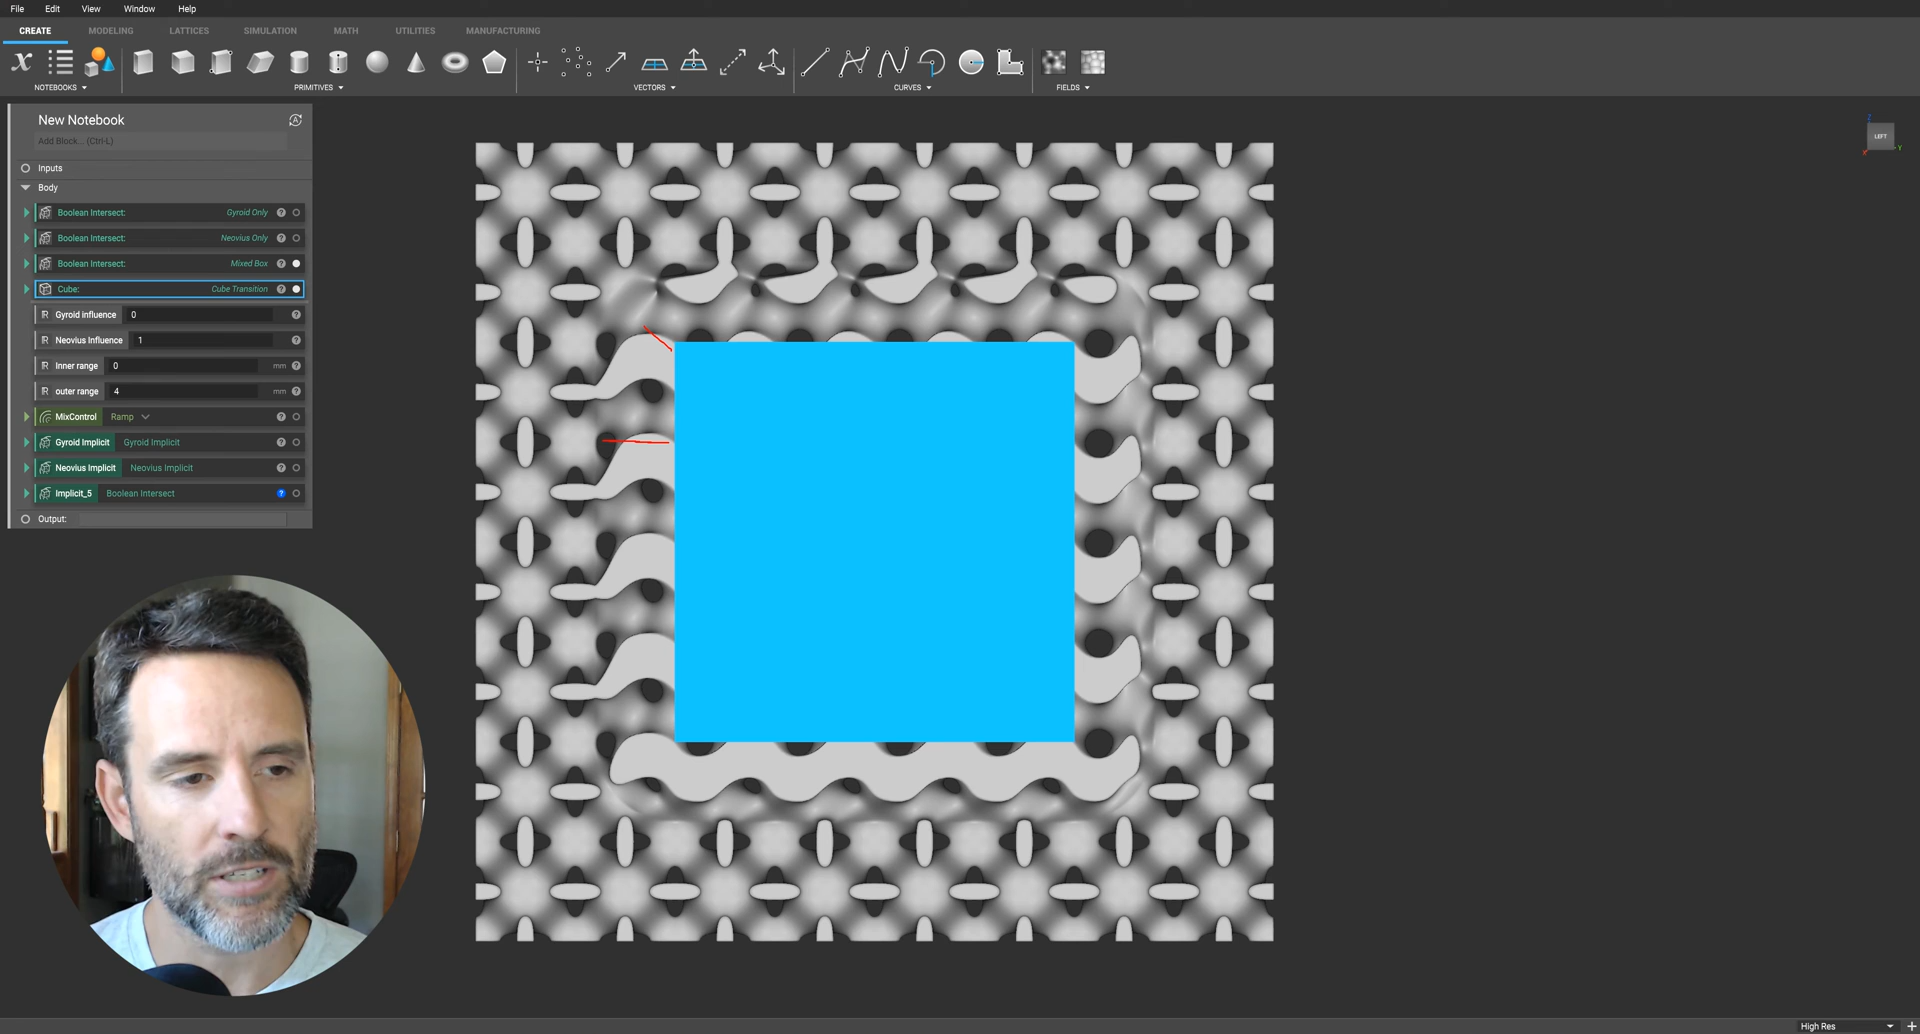 File Edit View Window Help
CREATE MODELING LATTICES SIMULATION MATH UTILITIES MANUFACTURING
x
NOTEBOOKS PRIMITIVES VECTORS CURVES FIELDS
New Notebook
Add Block... (Ctrl-L)
Inputs
Body
Boolean Intersect: Gyroid Only ?
Boolean Intersect: Neovius Only ?
Boolean Intersect: Mixed Box ?
Cube: Cube Transition ?
R Gyroid influence 0 ?
R Neovius Influence 1 ?
R Inner range 0 mm ?
R outer range 4 mm ?
MixControl Ramp ?
Gyroid Implicit Gyroid Implicit ?
Neovius Implicit Neovius Implicit ?
Implicit_5 Boolean Intersect ?
Output:
Z
LEFT
X Y
High Res